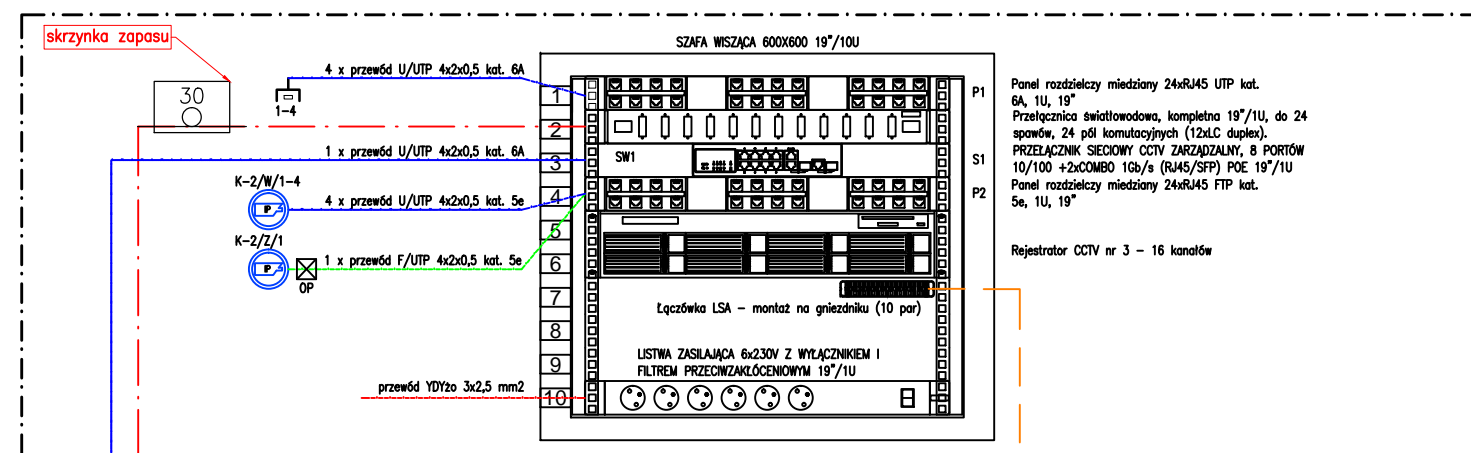 skrzynka zapasu
30
4 x przewód U/UTP 4x2x0,5 kat. 6A
1-4
1 x przewód U/UTP 4x2x0,5 kat. 6A
K-2/W/1-4
IP
4 x przewód U/UTP 4x2x0,5 kat. 5e
K-2/Z/1
IP
1 x przewód F/UTP 4x2x0,5 kat. 5e
OP
przewód YDYżo 3x2,5 mm2
SZAFA WISZĄCA 600X600 19"/10U
1
2
3
4
5
6
7
8
9
10
SW1
Łączówka LSA – montaż na gniezdniku (10 par)
LISTWA ZASILAJĄCA 6x230V Z WYŁĄCZNIKIEM I
FILTREM PRZECIWZAKŁÓCENIOWYM 19"/1U
P1
S1
P2
Panel rozdzielczy miedziany 24xRJ45 UTP kat.
6A, 1U, 19"
Przełącznica światłowodowa, kompletna 19"/1U, do 24
spawów, 24 pól komutacyjnych (12xLC duplex).
PRZEŁĄCZNIK SIECIOWY CCTV ZARZĄDZALNY, 8 PORTÓW
10/100 +2xCOMBO 1Gb/s (RJ45/SFP) POE 19"/1U
Panel rozdzielczy miedziany 24xRJ45 FTP kat.
5e, 1U, 19"
Rejestrator CCTV nr 3 – 16 kanałów